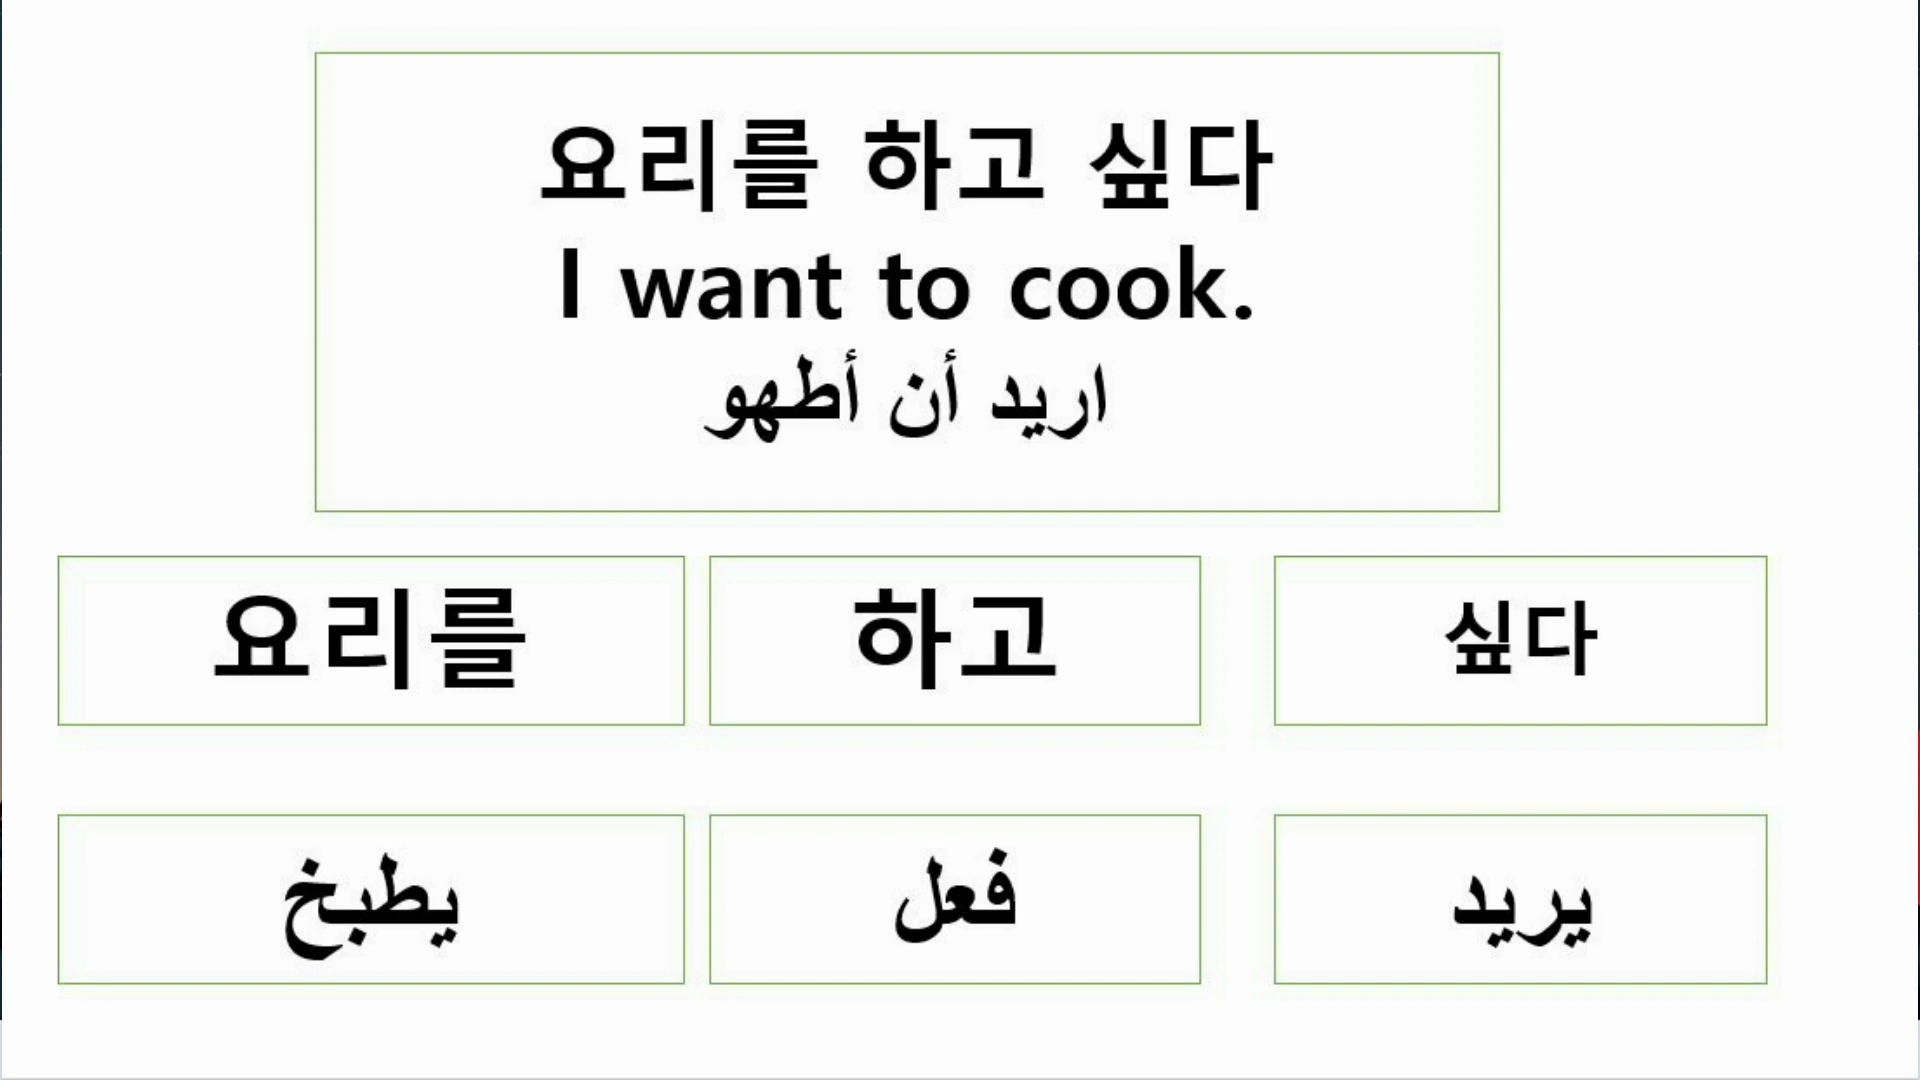 요리를 하고 싶다
I want to cook.
اريد أن أطهو
요리를
하고
싶다
يطبخ
فعل
يريد